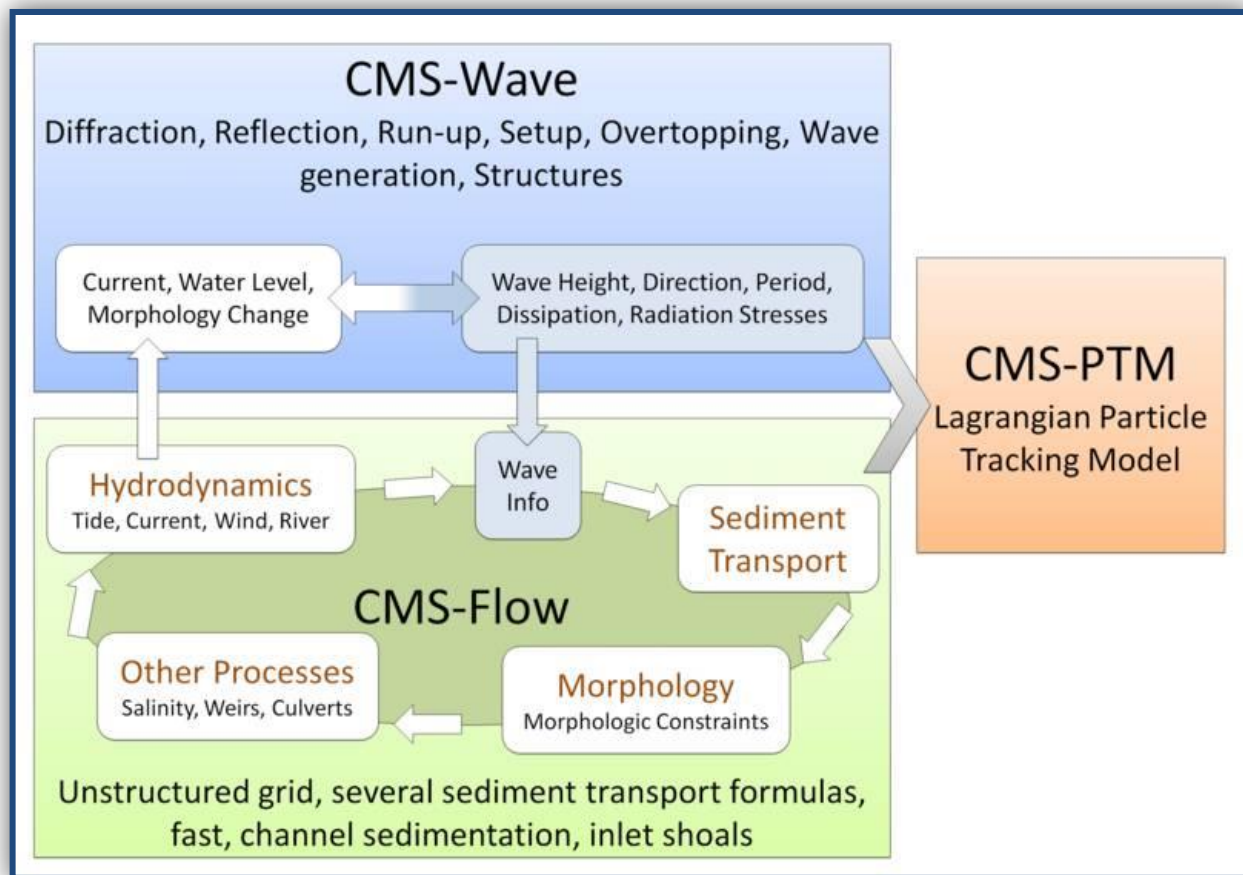 CMS-Wave
Diffraction, Reflection, Run-up, Setup, Overtopping, Wave
generation, Structures
Current, Water Level,
Morphology Change
Wave Height, Direction, Period,
Dissipation, Radiation Stresses
CMS-PTM
Lagrangian Particle
Tracking Model
Hydrodynamics
Tide, Current, Wind, River
Wave
Info
Sediment
Transport
CMS-Flow
Other Processes
Salinity, Weirs, Culverts
Morphology
Morphologic Constraints
Unstructured grid, several sediment transport formulas,
fast, channel sedimentation, inlet shoals